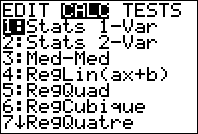 EDIT CALC TESTS
1:Stats 1-Var
2:Stats 2-Var
3:Med-Med
4:RegLin(ax+b)
5:RegQuad
6:RegCubique
7↓RegQuatre